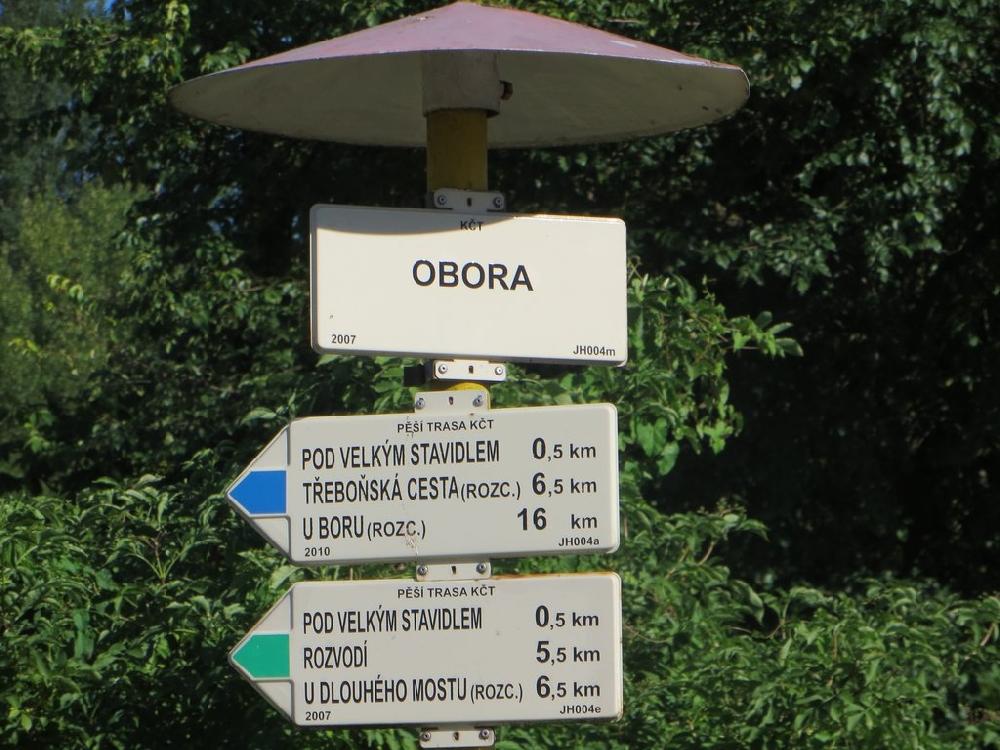 KČT
OBORA
2007 JH004m
PĚŠÍ TRASA KČT
POD VELKÝM STAVIDLEM 0,5 km
TŘEBOŇSKÁ CESTA (ROZC.) 6,5 km
U BORU (ROZC.) 16 km
2010 JH004a
PĚŠÍ TRASA KČT
POD VELKÝM STAVIDLEM 0,5 km
ROZVODÍ 5,5 km
U DLOUHÉHO MOSTU (ROZC.) 6,5 km
2007 JH004e